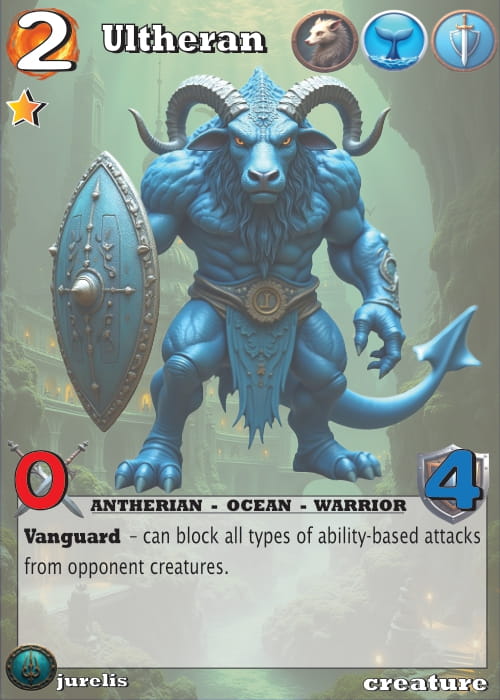 2 Ultheran
0 4
ANTHERIAN - OCEAN - WARRIOR
Vanguard - can block all types of ability-based attacks
from opponent creatures.
jurelis creature